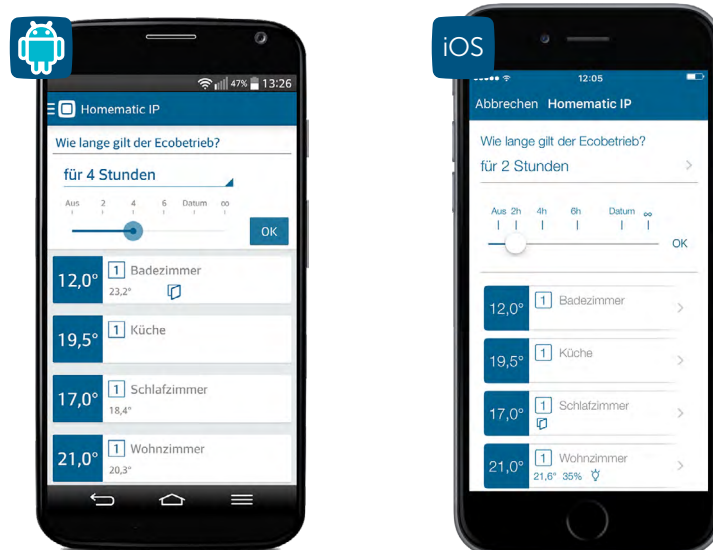 47% 13:26
Homematic IP
Wie lange gilt der Ecobetrieb?
für 4 Stunden
Aus 2 4 6 Datum ∞
OK
12,0° 1 Badezimmer
23,2°
19,5° 1 Küche
17,0° 1 Schlafzimmer
18,4°
21,0° 1 Wohnzimmer
20,3°
iOS
12:05
Abbrechen Homematic IP
Wie lange gilt der Ecobetrieb?
für 2 Stunden
Aus 2h 4h 6h Datum ∞
OK
12,0° 1 Badezimmer
19,5° 1 Küche
17,0° 1 Schlafzimmer
21,0° 1 Wohnzimmer
21,6° 35%